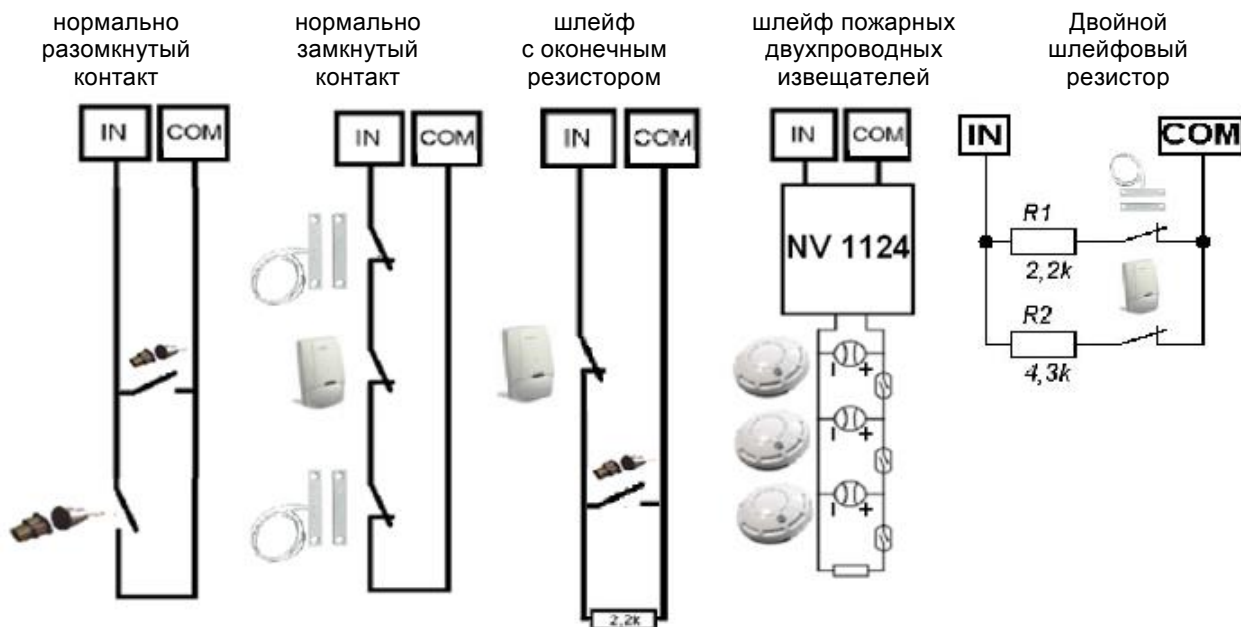 нормально
разомкнутый
контакт
нормально
замкнутый
контакт
шлейф
с оконечным
резистором
шлейф пожарных
двухпроводных
извещателей
Двойной
шлейфовый
резистор
IN COM
IN COM
IN COM
2,2k
IN COM
NV 1124
- +
- +
- +
IN COM
R1
2,2k
R2
4,3k